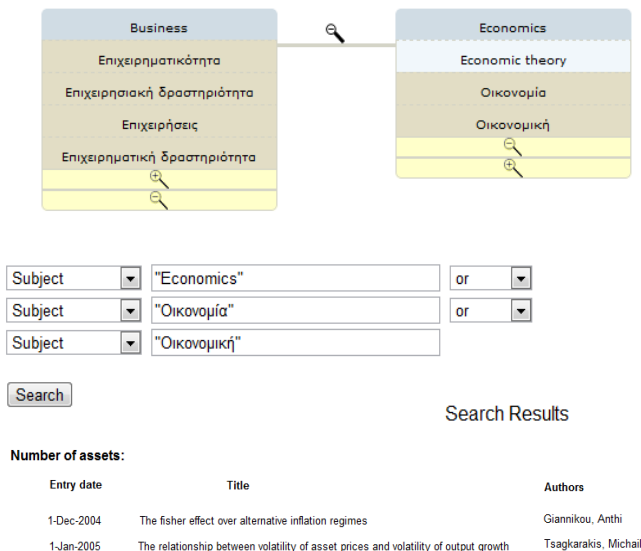 Business
Επιχειρηματικότητα
Επιχειρησιακή δραστηριότητα
Επιχειρήσεις
Επιχειρηματική δραστηριότητα
Economics
Economic theory
Οικονομία
Οικονομική
Subject "Economics" or
Subject "Οικονομία" or
Subject "Οικονομική"
Search
Search Results
Number of assets:
Entry date Title Authors
1-Dec-2004 The fisher effect over alternative inflation regimes Giannikou, Anthi
1-Jan-2005 The relationship between volatility of asset prices and volatility of output growth Tsagkarakis, Michail